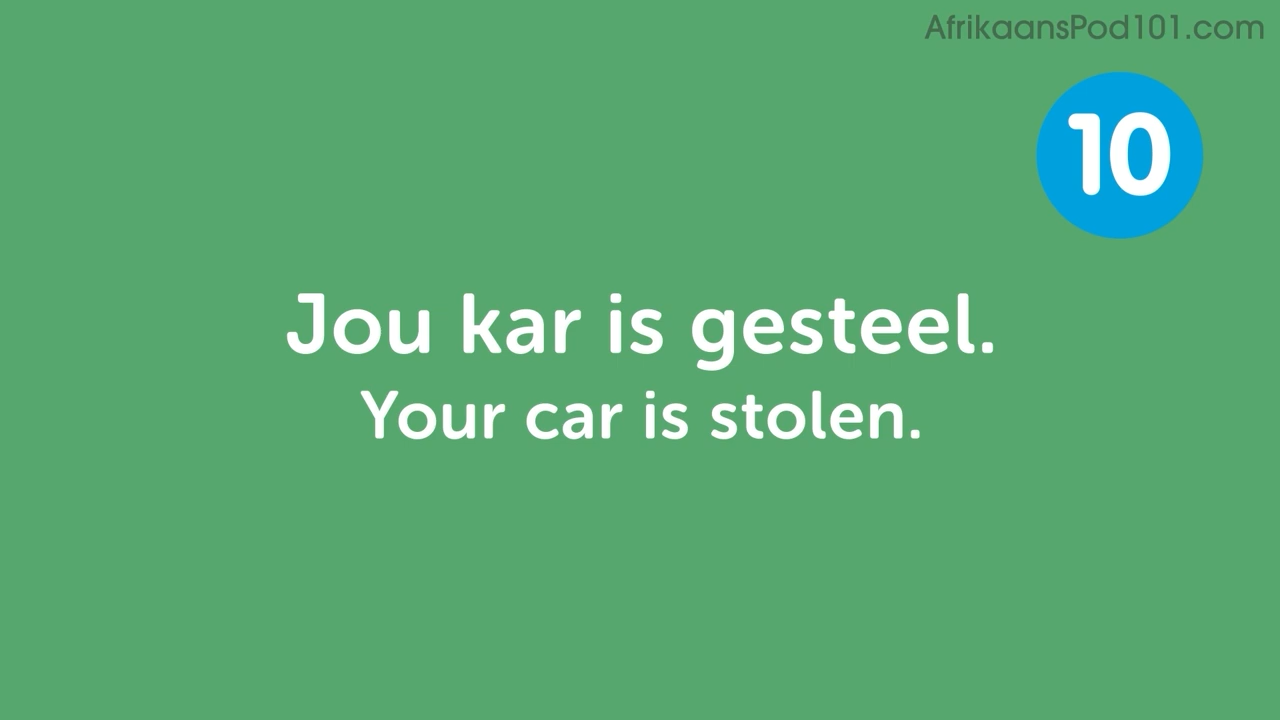 AfrikaansPod101.com
10
Jou kar is gesteel.
Your car is stolen.